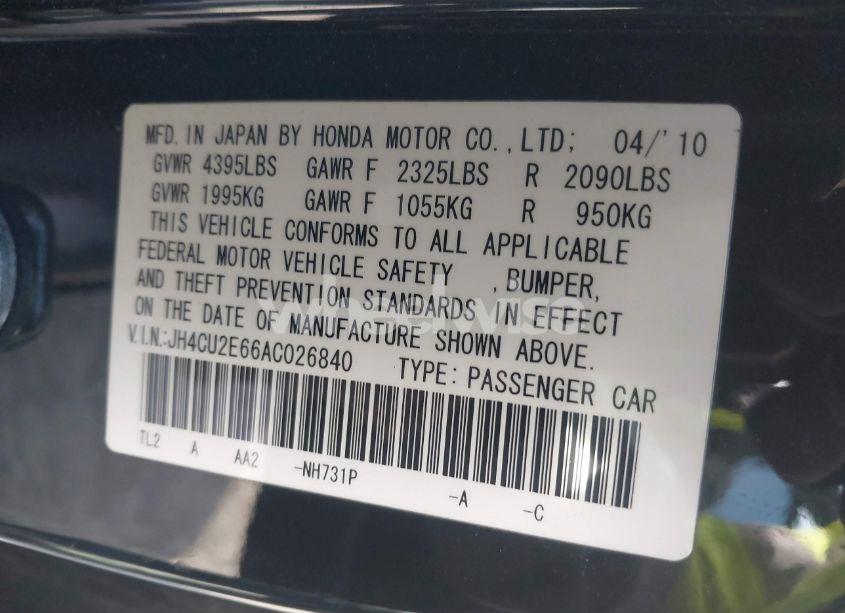 MFD. IN JAPAN BY HONDA MOTOR CO.,LTD; 04/'10
GVWR 4395LBS GAWR F 2325LBS R 2090LBS
GVWR 1995KG GAWR F 1055KG R 950KG
THIS VEHICLE CONFORMS TO ALL APPLICABLE
FEDERAL MOTOR VEHICLE SAFETY ,BUMPER,
AND THEFT PREVENTION STANDARDS IN EFFECT
ON THE DATE OF MANUFACTURE SHOWN ABOVE.
V.I.N.:JH4CU2E66AC026840 TYPE: PASSENGER CAR
TL2 A AA2 -NH731P -A -C
wheelwise